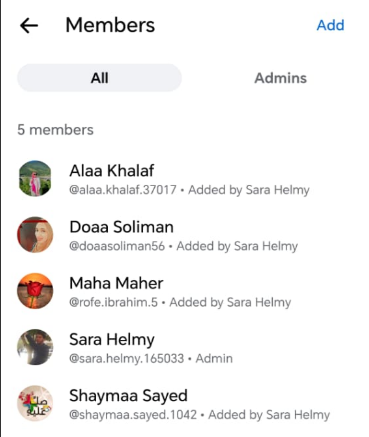 Members
Add
All
Admins
5 members
Alaa Khalaf
@alaa.khalaf.37017 • Added by Sara Helmy
Doaa Soliman
@doaasoliman56 • Added by Sara Helmy
Maha Maher
@rofe.ibrahim.5 • Added by Sara Helmy
Sara Helmy
@sara.helmy.165033 • Admin
Shaymaa Sayed
@shaymaa.sayed.1042 • Added by Sara Helmy